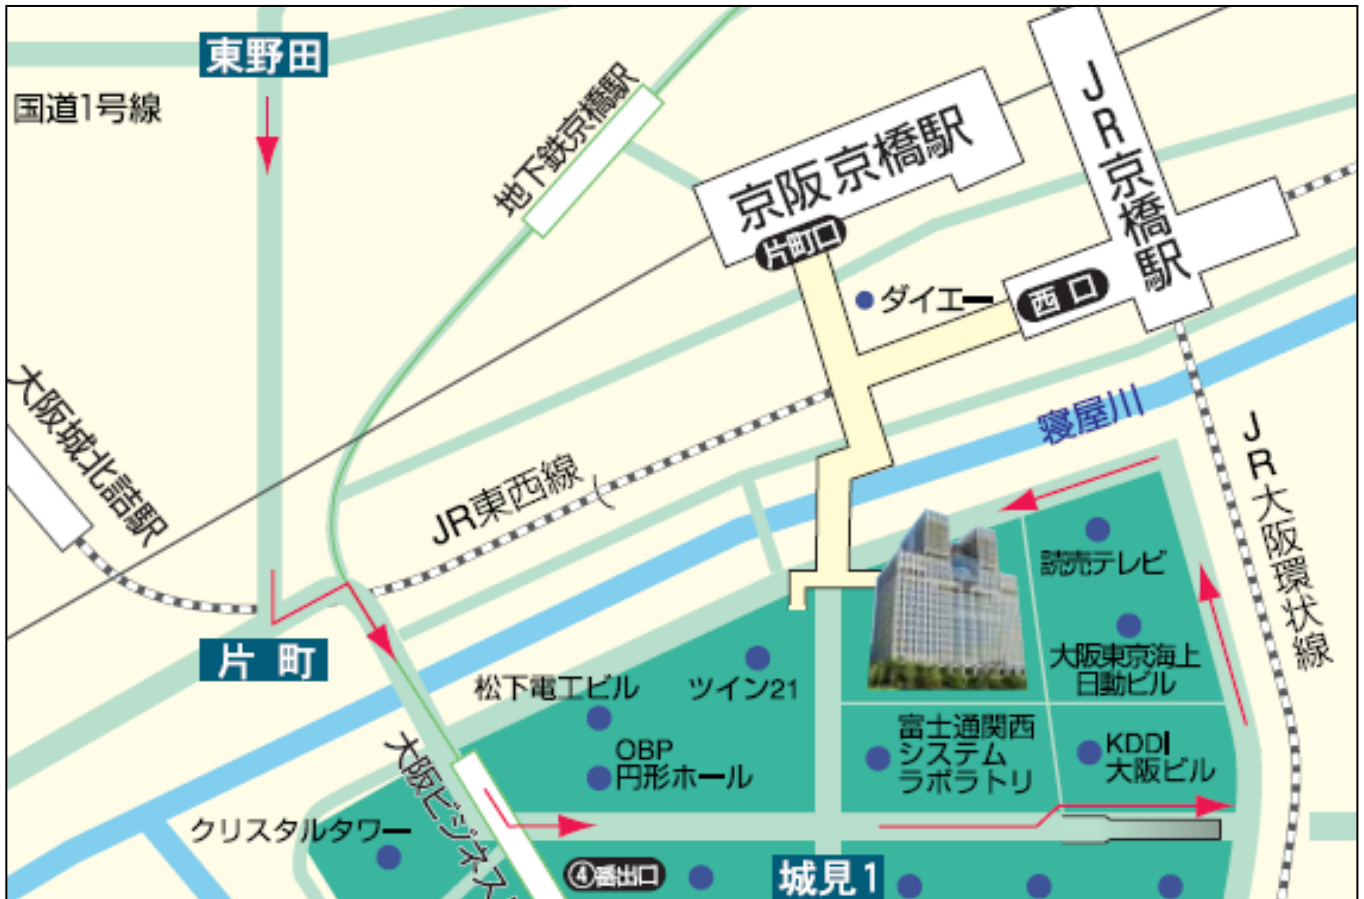 東野田
国道1号線
地下鉄京橋駅
京阪京橋駅
片町口
JR京橋駅
西口
ダイエー
大阪城北詰駅
JR東西線
寝屋川
JR大阪環状線
読売テレビ
片町
松下電工ビル
ツイン21
大阪東京海上
日動ビル
OBP
円形ホール
富士通関西
システム
ラボラトリ
KDDI
大阪ビル
大阪ビジネス
クリスタルタワー
④番出口
城見1